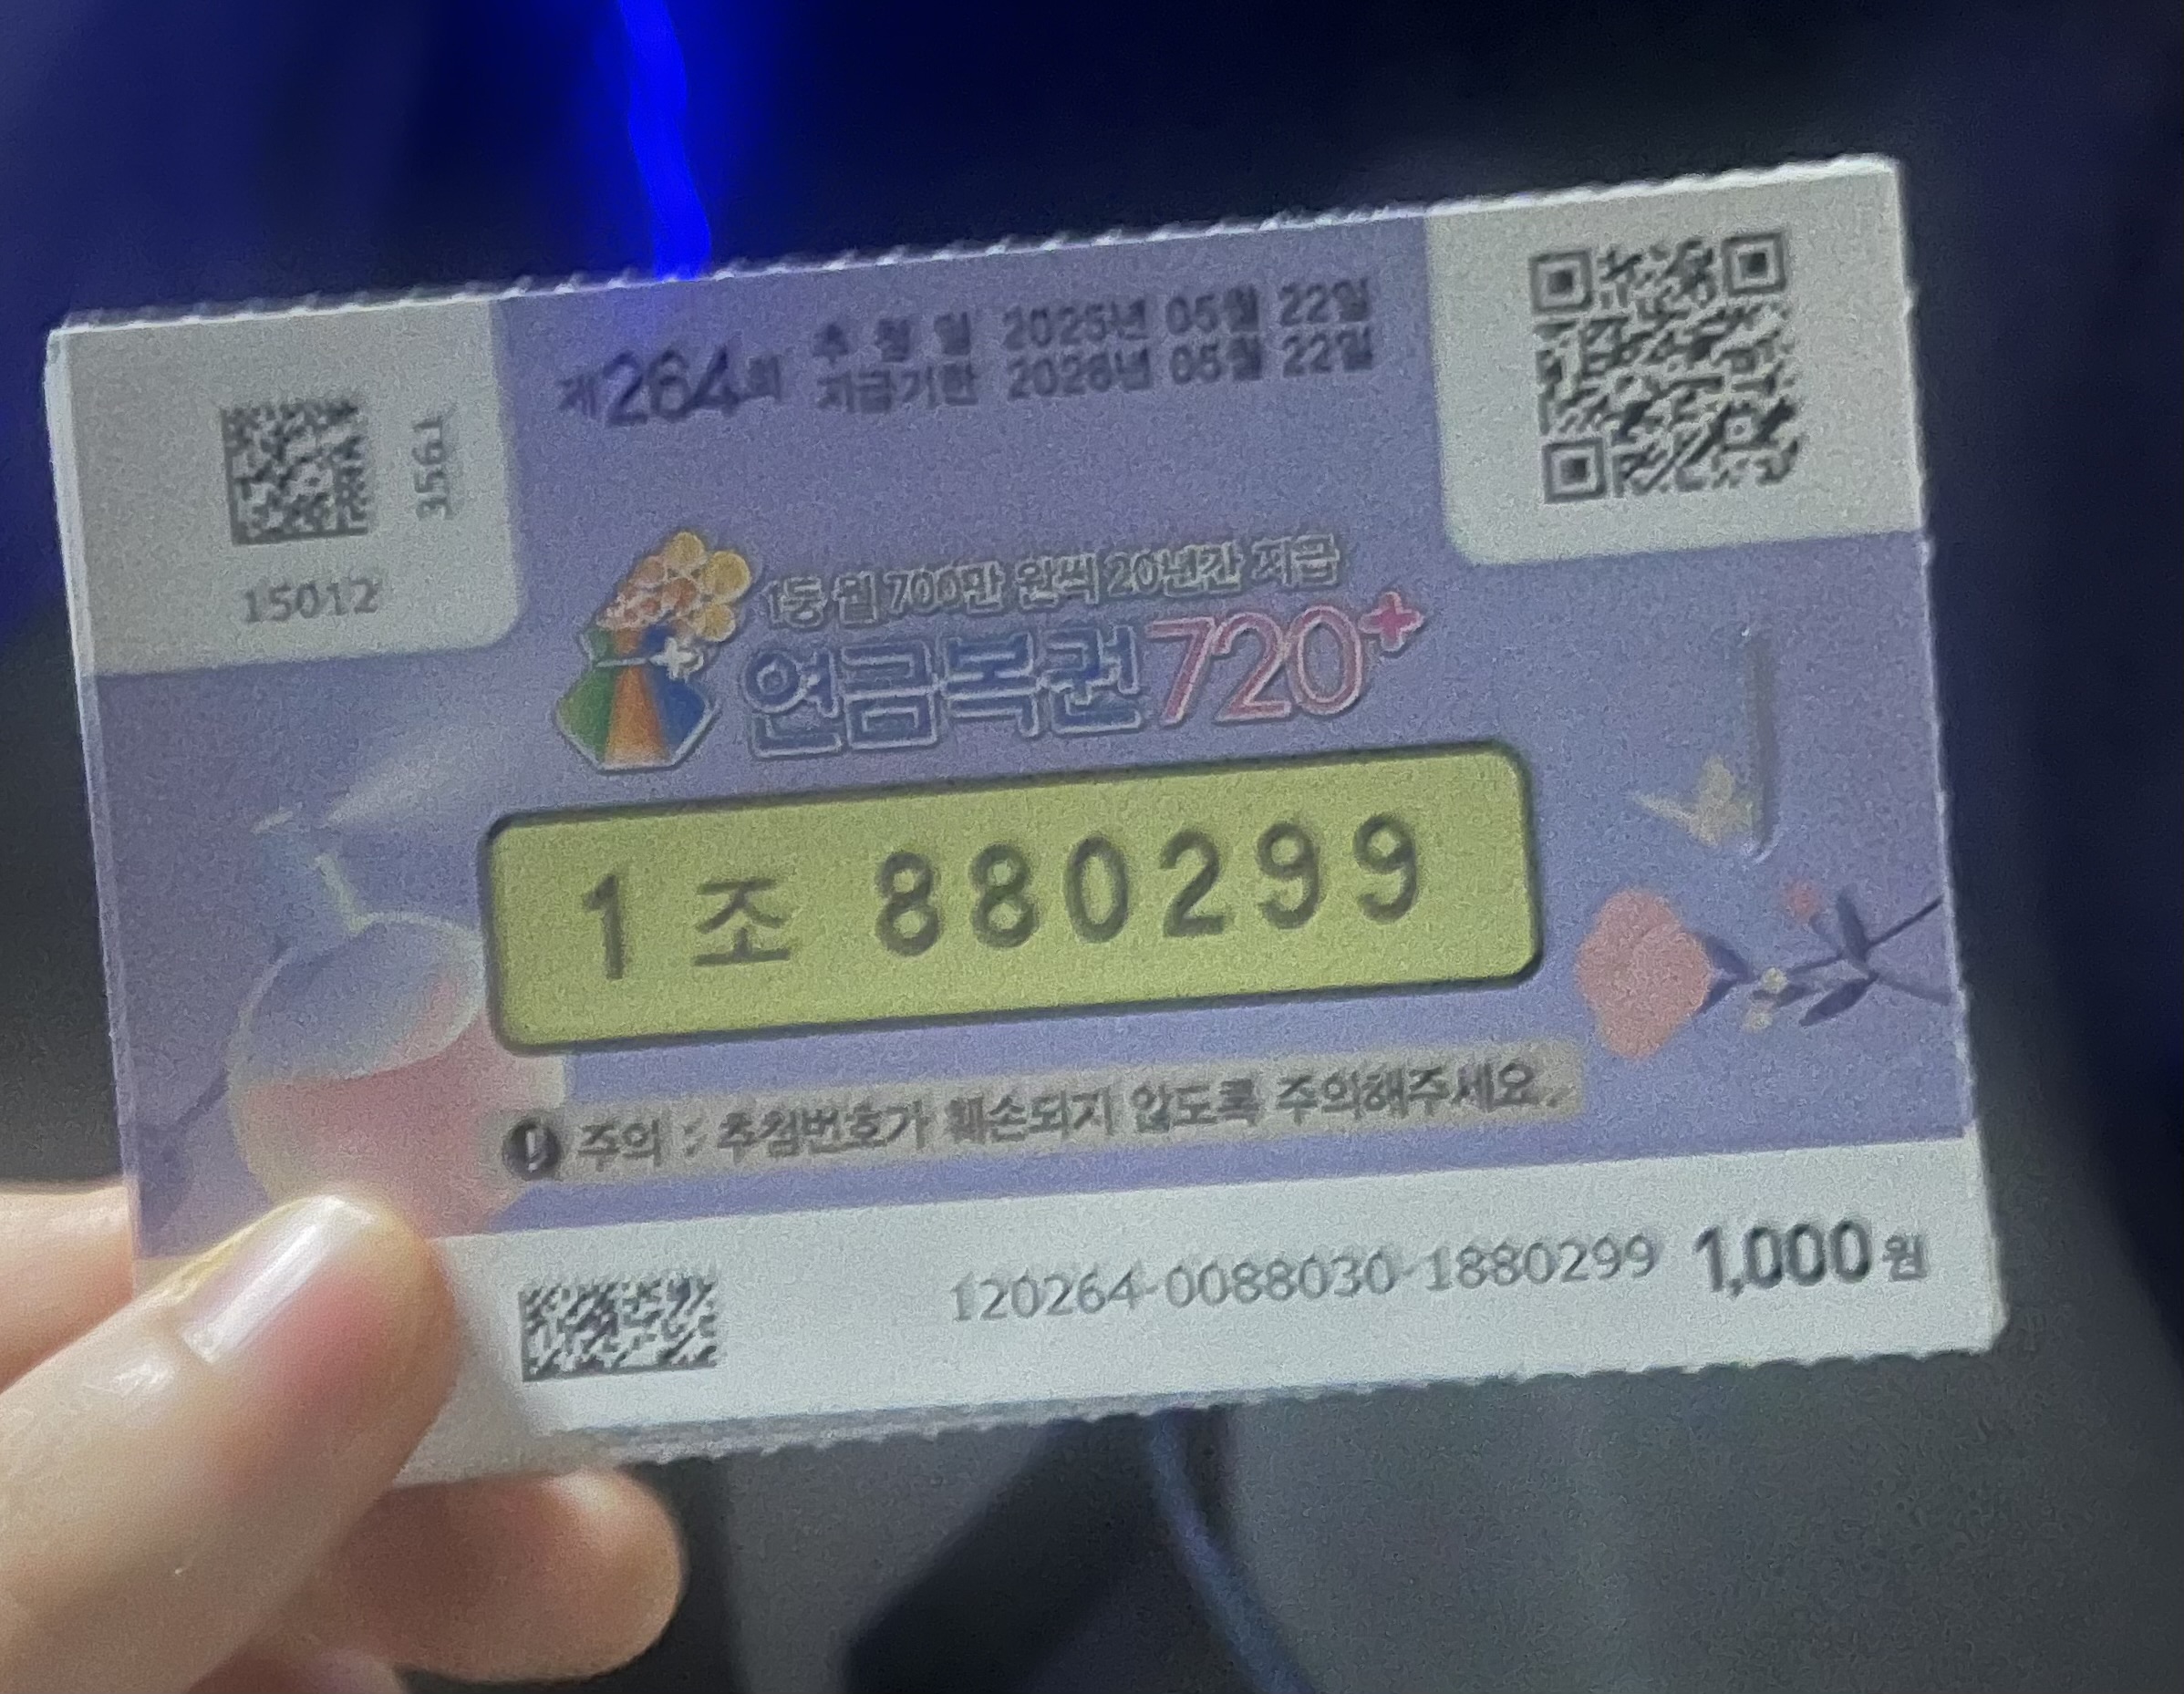 제264회
추 첨 일 2025년 05월 22일
지급기한 2026년 05월 22일
3561
15012
1등 월 700만 원씩 20년간 지급
연금복권720+
1 조 880299
주의 : 추첨번호가 훼손되지 않도록 주의해주세요.
120264-0088030-1880299 1,000원